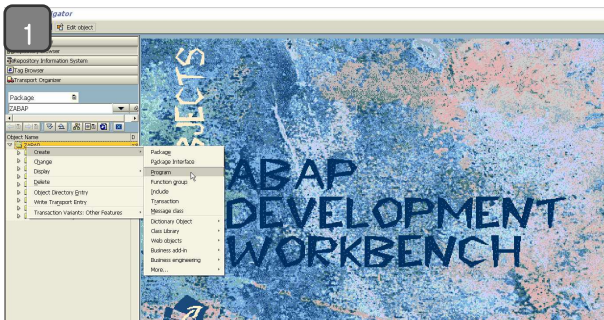 igator
Edit object
1
Repository Information System
Tag Browser
Transport Organizer
Package
ZABAP
Object Name
D
ZABAP
Create
Change
Display
Delete
Object Directory Entry
Write Transport Entry
Transaction Variants: Other Features
Package
Package Interface
Program
Function group
Include
Transaction
Message class
Dictionary Object
Class Library
Web objects
Business add-in
Business engineering
More...
JECTS
ABAP
DEVELOPMENT
WORKBENCH